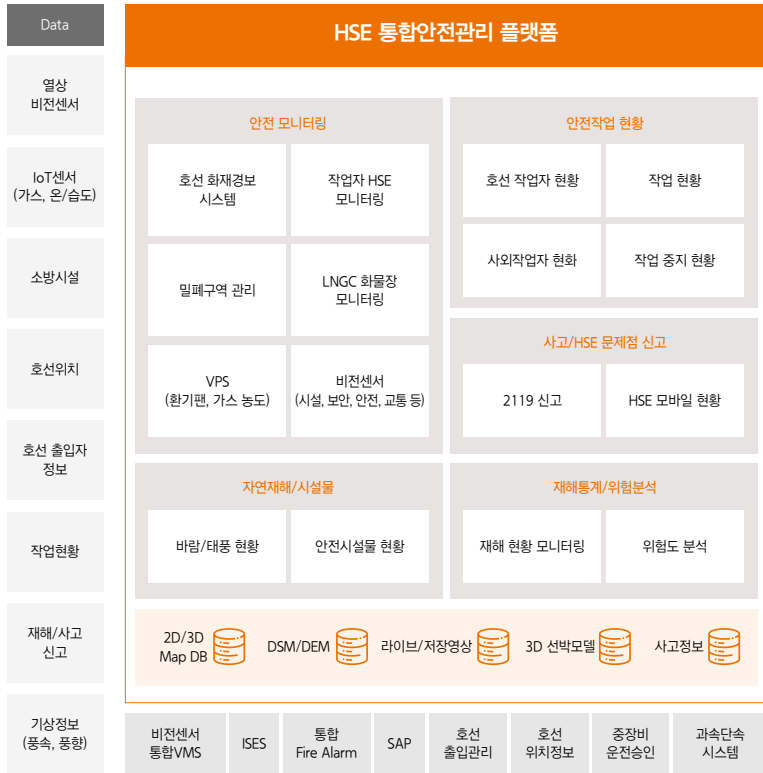 Data
열상
비전센서
IoT센서
(가스, 온/습도)
소방시설
호선위치
호선 출입자
정보
작업현황
재해/사고
신고
기상정보
(풍속, 풍향)
HSE 통합안전관리 플랫폼
안전 모니터링
호선 화재경보
시스템
작업자 HSE
모니터링
밀폐구역 관리
LNGC 화물장
모니터링
VPS
(환기팬, 가스 농도)
비전센서
(시설, 보안, 안전, 교통 등)
안전작업 현황
호선 작업자 현황
작업 현황
사외작업자 현화
작업 중지 현황
사고/HSE 문제점 신고
2119 신고
HSE 모바일 현황
자연재해/시설물
바람/태풍 현황
안전시설물 현황
재해통계/위험분석
재해 현황 모니터링
위험도 분석
2D/3D
Map DB
DSM/DEM
라이브/저장영상
3D 선박모델
사고정보
비전센서
통합VMS
ISES
통합
Fire Alarm
SAP
호선
출입관리
호선
위치정보
중장비
운전승인
과속단속
시스템